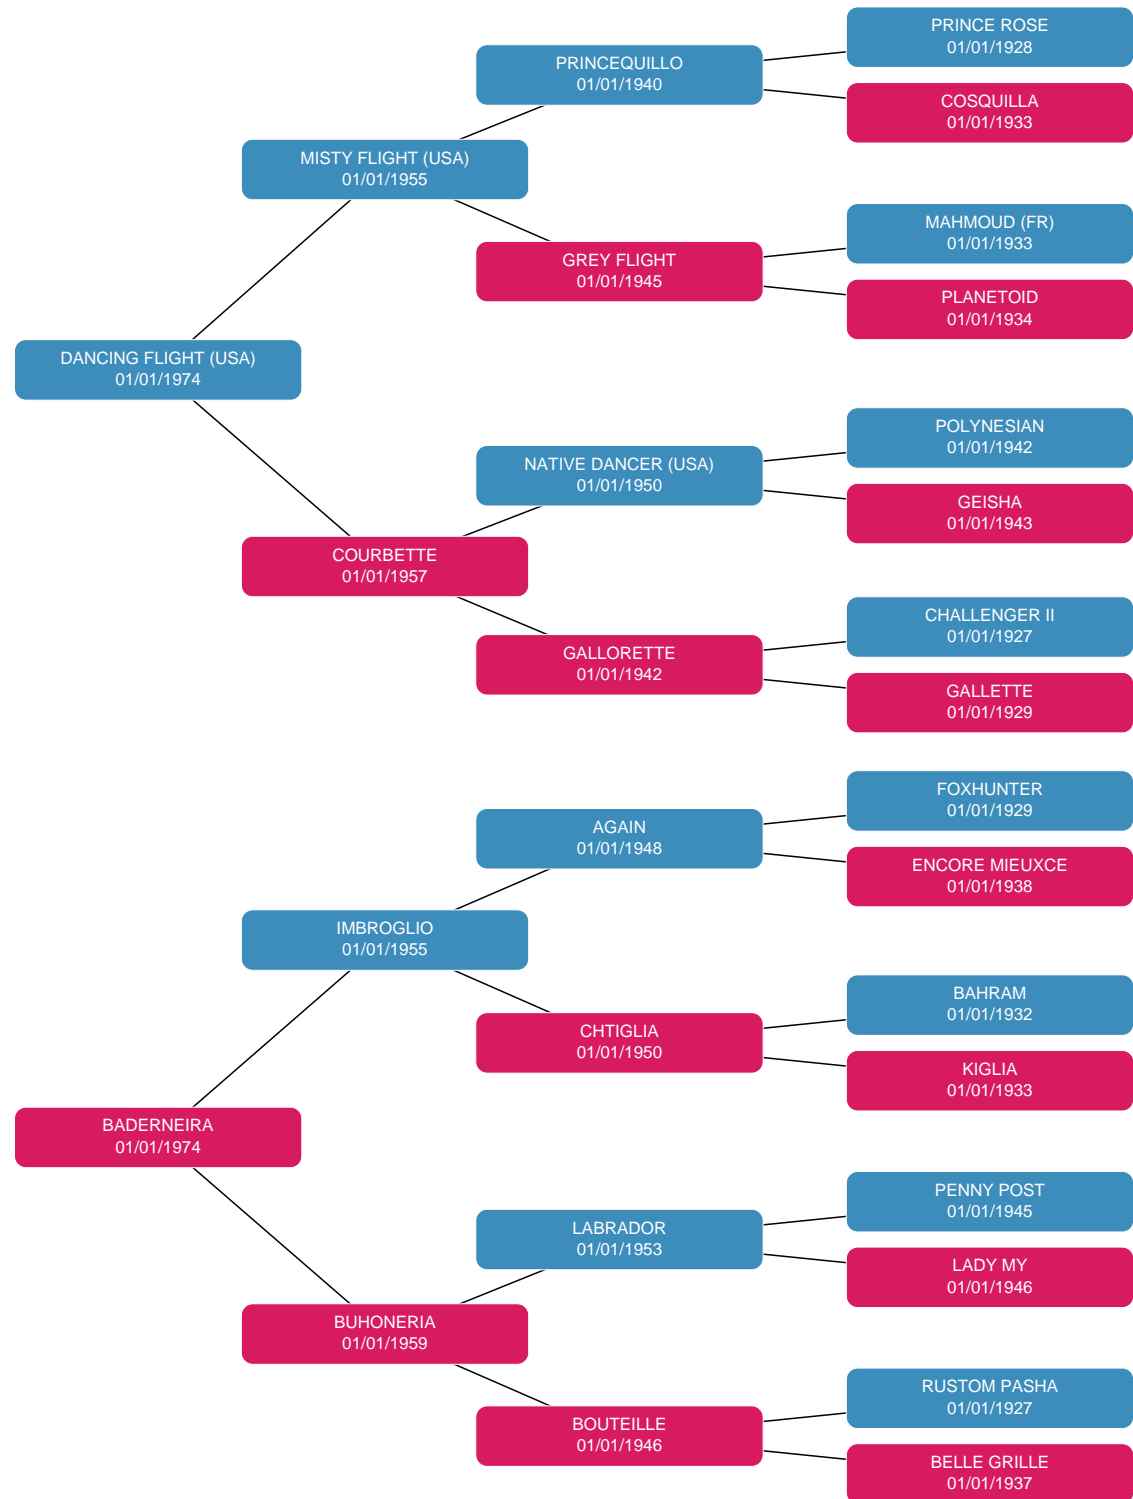 PRINCE ROSE
01/01/1928
PRINCEQUILLO
01/01/1940
COSQUILLA
01/01/1933
MISTY FLIGHT (USA)
01/01/1955
MAHMOUD (FR)
01/01/1933
GREY FLIGHT
01/01/1945
PLANETOID
01/01/1934
DANCING FLIGHT (USA)
01/01/1974
POLYNESIAN
01/01/1942
NATIVE DANCER (USA)
01/01/1950
GEISHA
01/01/1943
COURBETTE
01/01/1957
CHALLENGER II
01/01/1927
GALLORETTE
01/01/1942
GALLETTE
01/01/1929
FOXHUNTER
01/01/1929
AGAIN
01/01/1948
ENCORE MIEUXCE
01/01/1938
IMBROGLIO
01/01/1955
BAHRAM
01/01/1932
CHTIGLIA
01/01/1950
KIGLIA
01/01/1933
BADERNEIRA
01/01/1974
PENNY POST
01/01/1945
LABRADOR
01/01/1953
LADY MY
01/01/1946
BUHONERIA
01/01/1959
RUSTOM PASHA
01/01/1927
BOUTEILLE
01/01/1946
BELLE GRILLE
01/01/1937